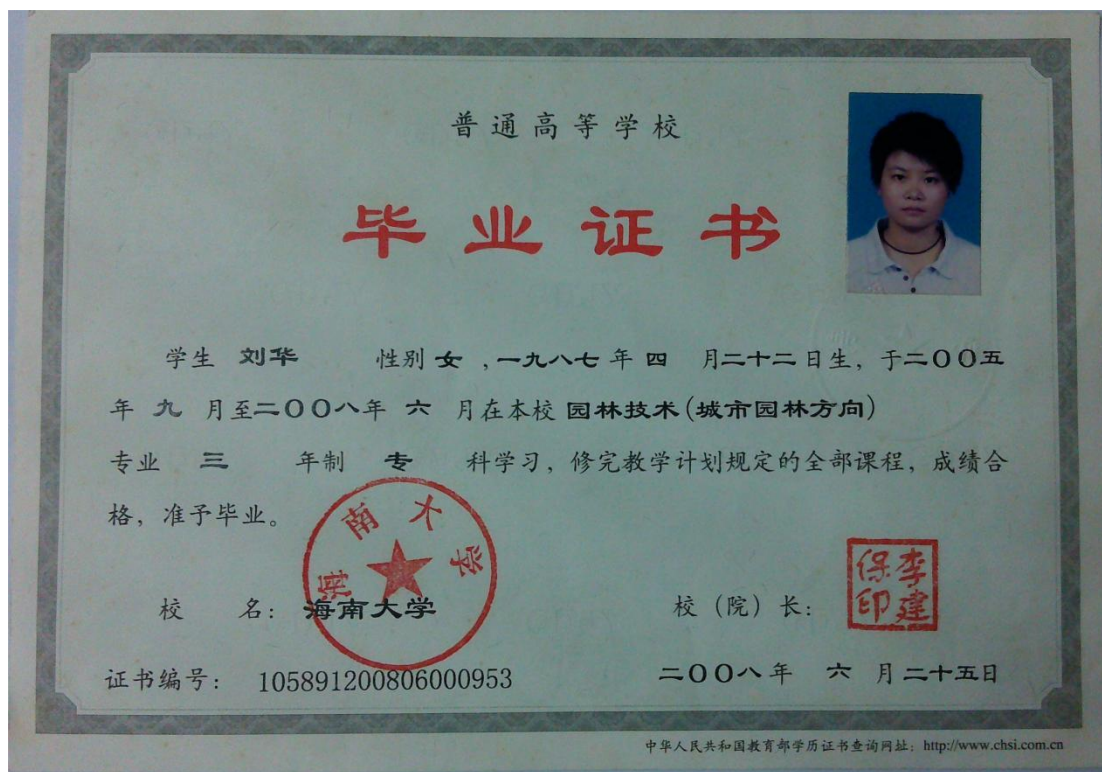 普通高等学校
毕业证书
学生 刘华 性别 女 ,一九八七 年 四 月二十二日生, 于二〇〇五
年 九 月至二〇〇八年 六 月在本校 园林技术(城市园林方向)
专业 三 年制 专 科学习, 修完教学计划规定的全部课程, 成绩合
格, 准予毕业。
海南大学
校 名: 海南大学
校 (院) 长:
李建保印
证书编号: 105891200806000953
二〇〇八年 六 月二十五日
中华人民共和国教育部学历证书查询网址: http://www.chsi.com.cn